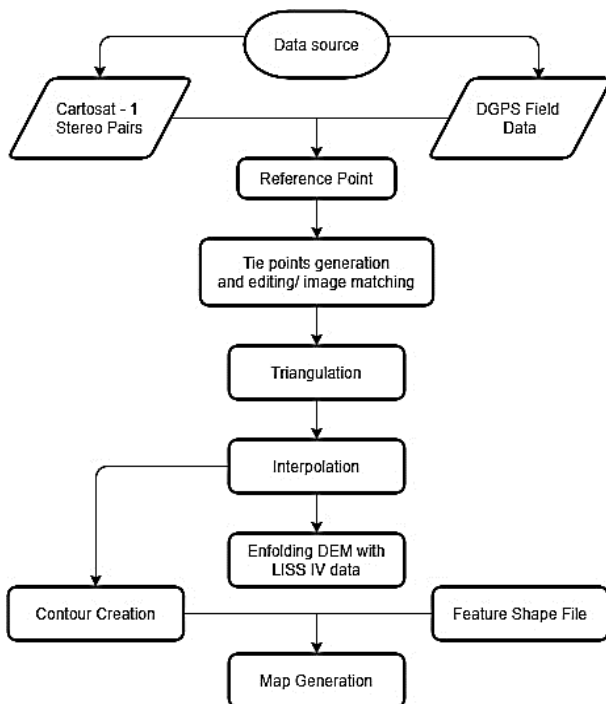 Data source
Cartosat - 1
Stereo Pairs
DGPS Field
Data
Reference Point
Tie points generation
and editing/ image matching
Triangulation
Interpolation
Enfolding DEM with
LISS IV data
Contour Creation
Feature Shape File
Map Generation